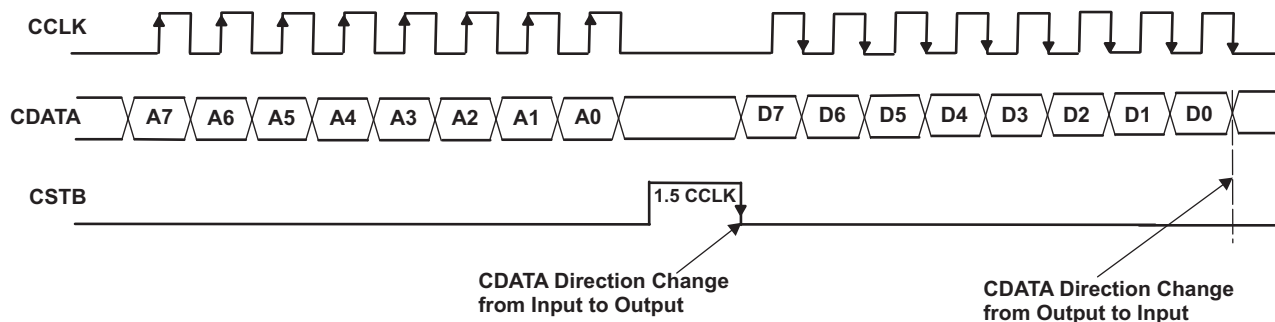 CCLK
CDATA A7 A6 A5 A4 A3 A2 A1 A0 D7 D6 D5 D4 D3 D2 D1 D0
CSTB 1.5 CCLK
CDATA Direction Change
from Input to Output
CDATA Direction Change
from Output to Input